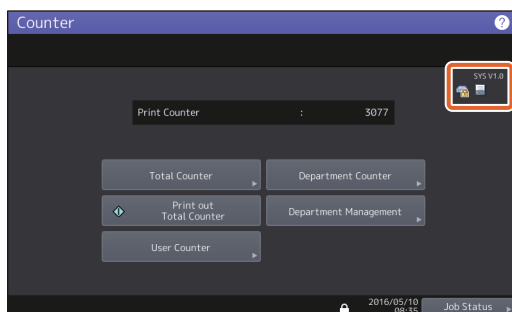 Counter
?
SYS V1.0
Print Counter : 3077
Total Counter
Department Counter
Print out
Total Counter
Department Management
User Counter
2016/05/10
08:35
Job Status